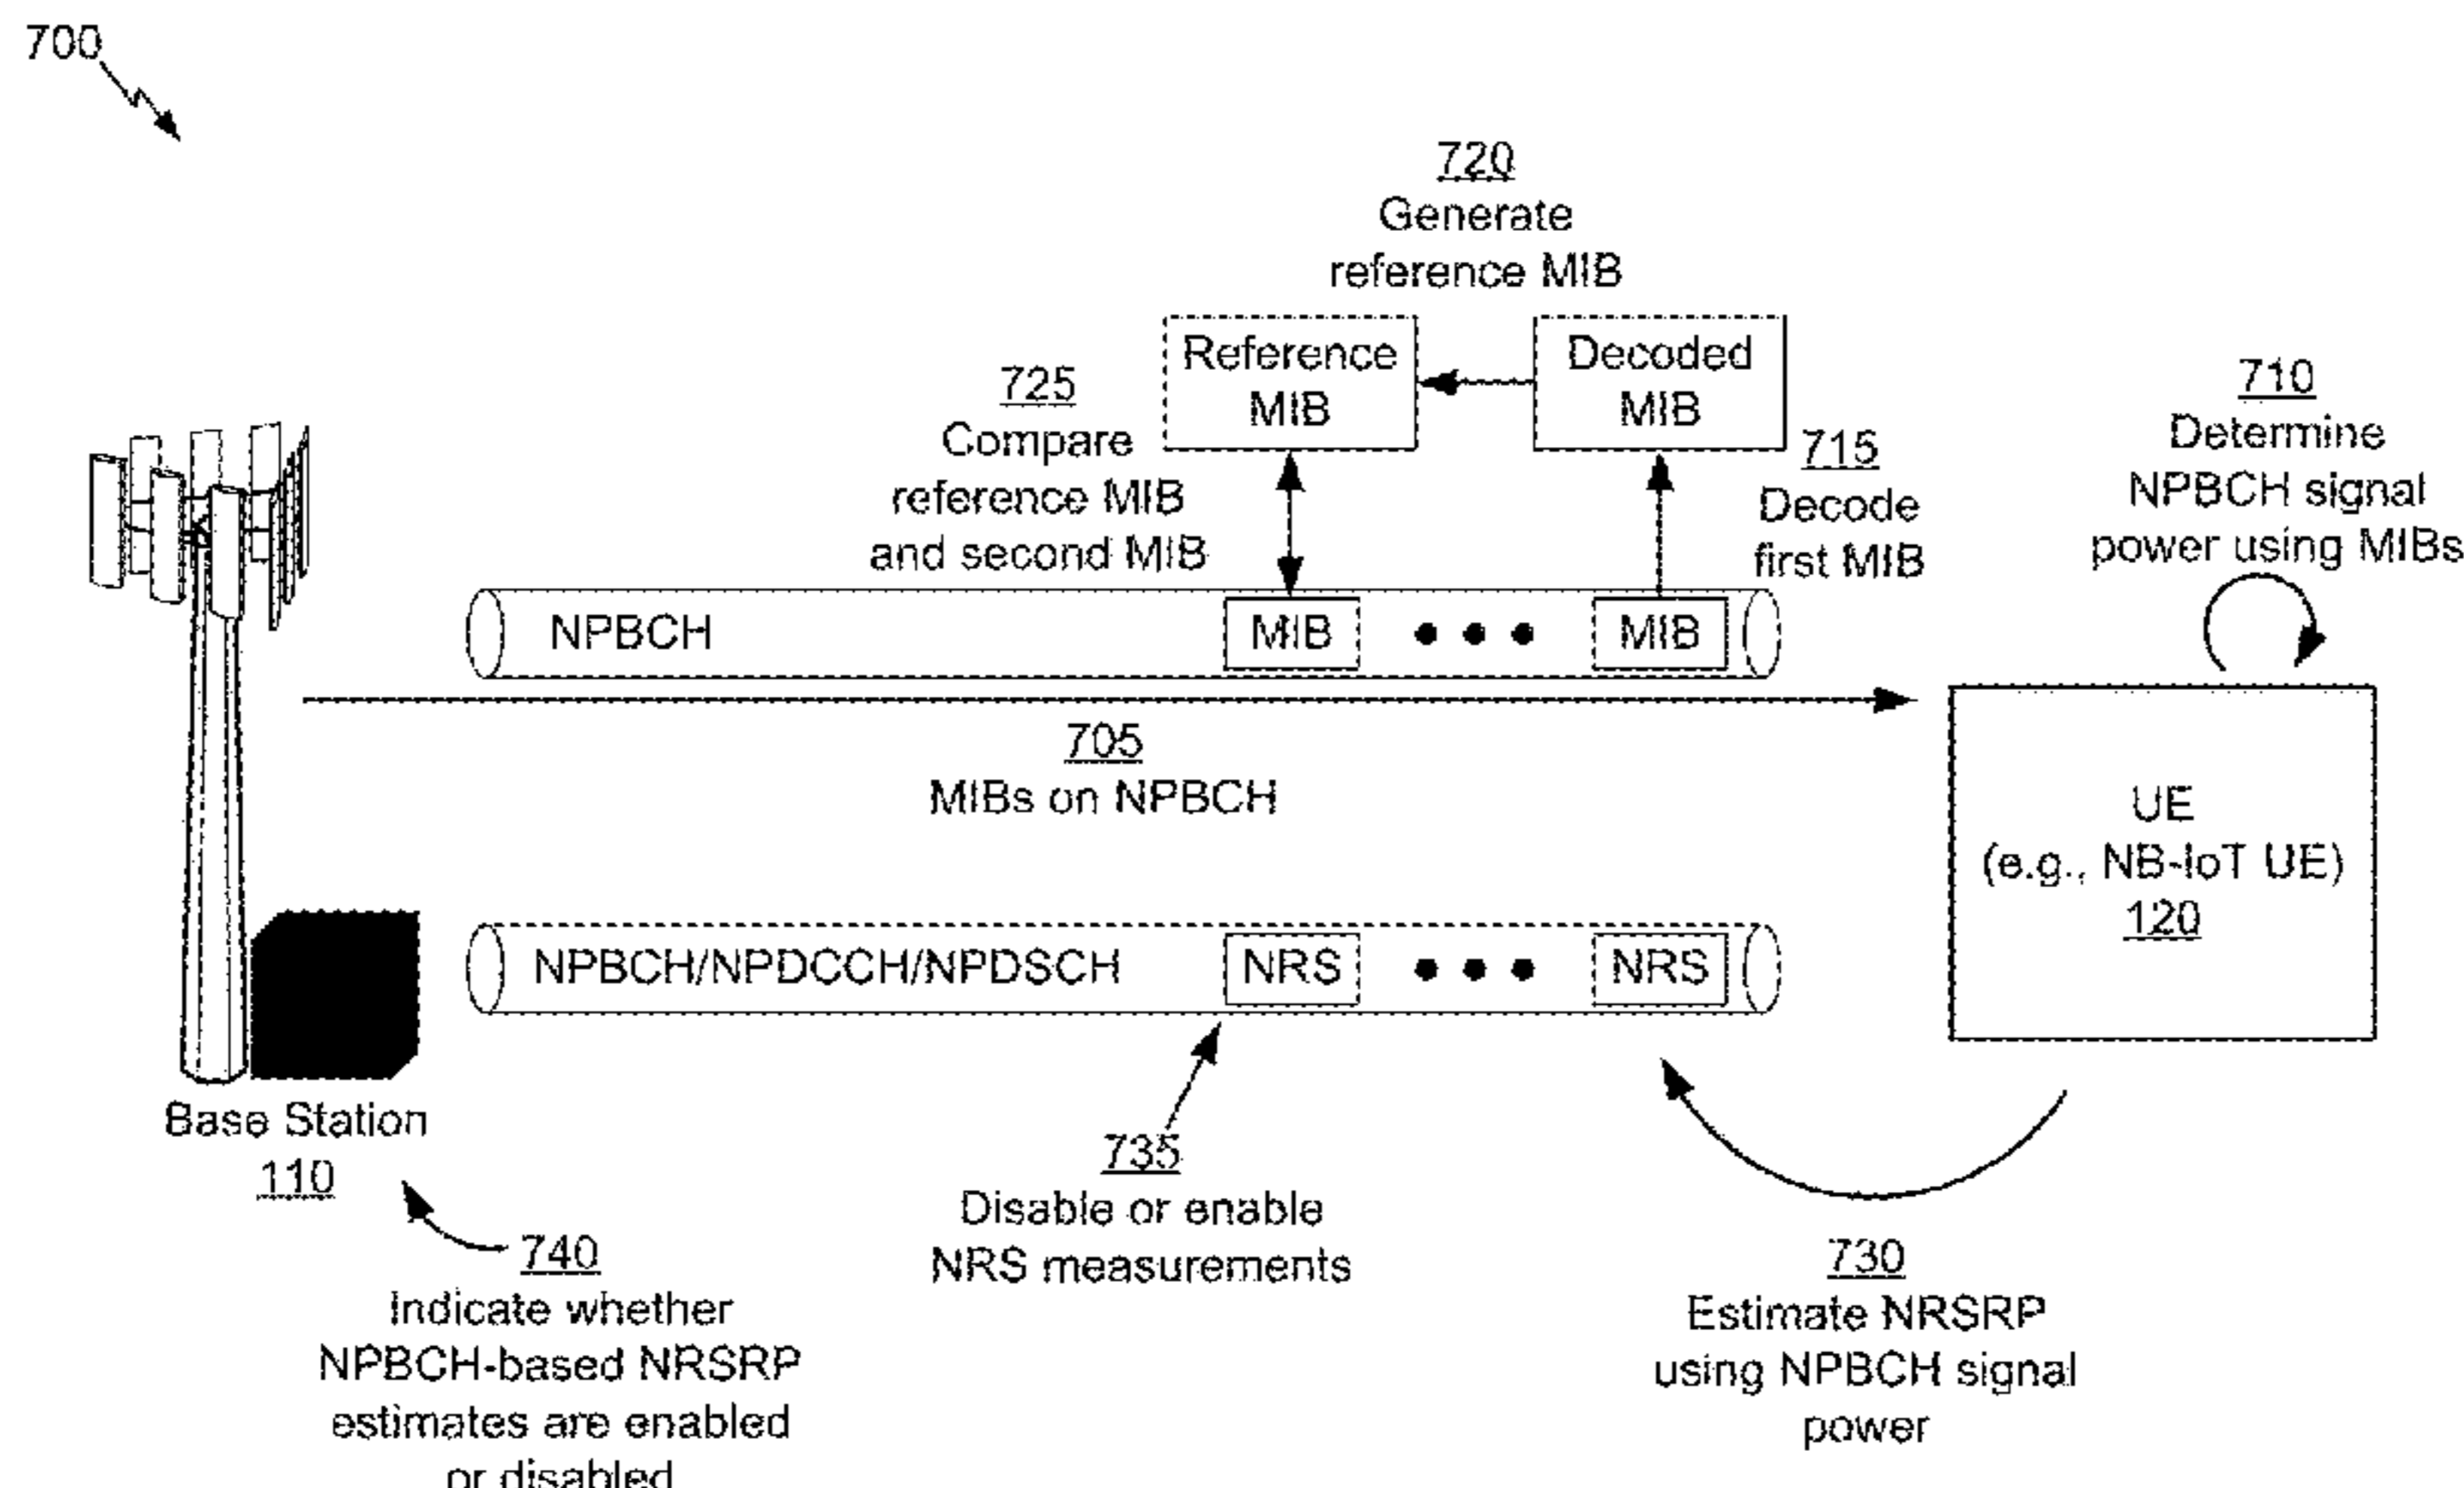 700
720
Generate
reference MIB
Reference
MIB
Decoded
MIB
725
Compare
reference MIB
and second MIB
715
Decode
first MIB
710
Determine
NPBCH signal
power using MIBs
NPBCH
MIB
MIB
705
MIBs on NPBCH
UE
(e.g., NB-IoT UE)
120
NPBCH/NPDCCH/NPDSCH
NRS
NRS
Base Station
110
735
Disable or enable
NRS measurements
730
Estimate NRSRP
using NPBCH signal
power
740
Indicate whether
NPBCH-based NRSRP
estimates are enabled
or disabled